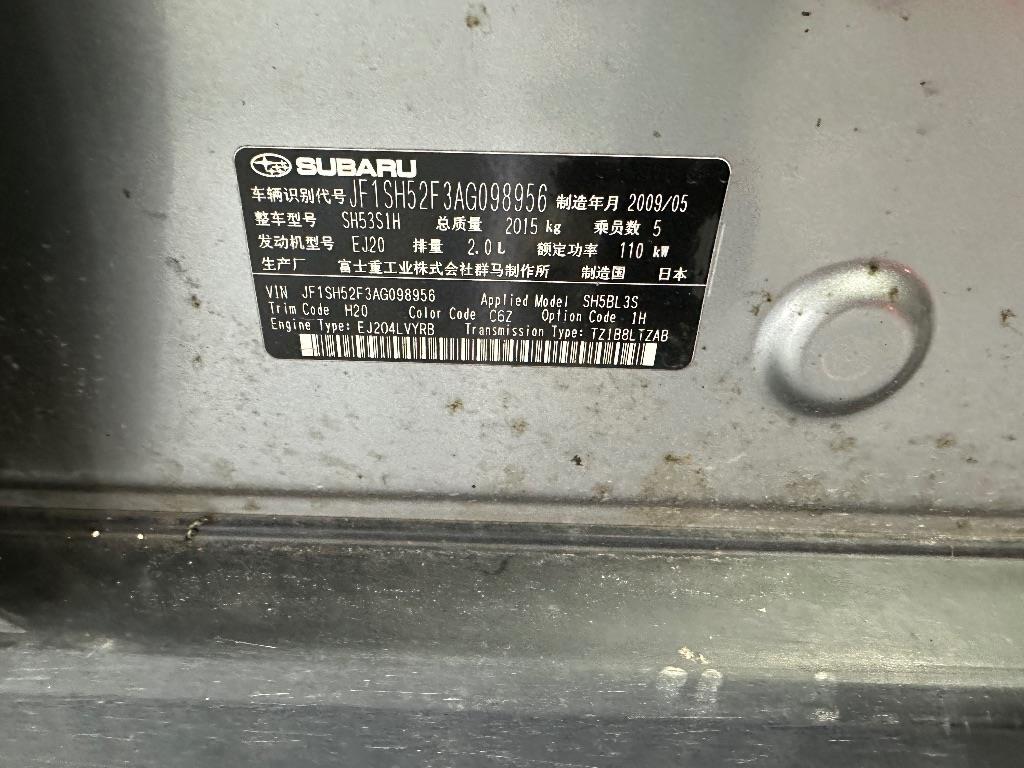 SUBARU
车辆识别代号 JF1SH52F3AG098956 制造年月 2009/05
整车型号 SH53S1H 总质量 2015 kg 乘员数 5
发动机型号 EJ20 排量 2.0 L 额定功率 110 kW
生产厂 富士重工业株式会社群马制作所 制造国 日本
VIN JF1SH52F3AG098956 Applied Model SH5BL3S
Trim Code H20 Color Code C6Z Option Code 1H
Engine Type: EJ204LVYRB Transmission Type: TZ1B8LTZAB